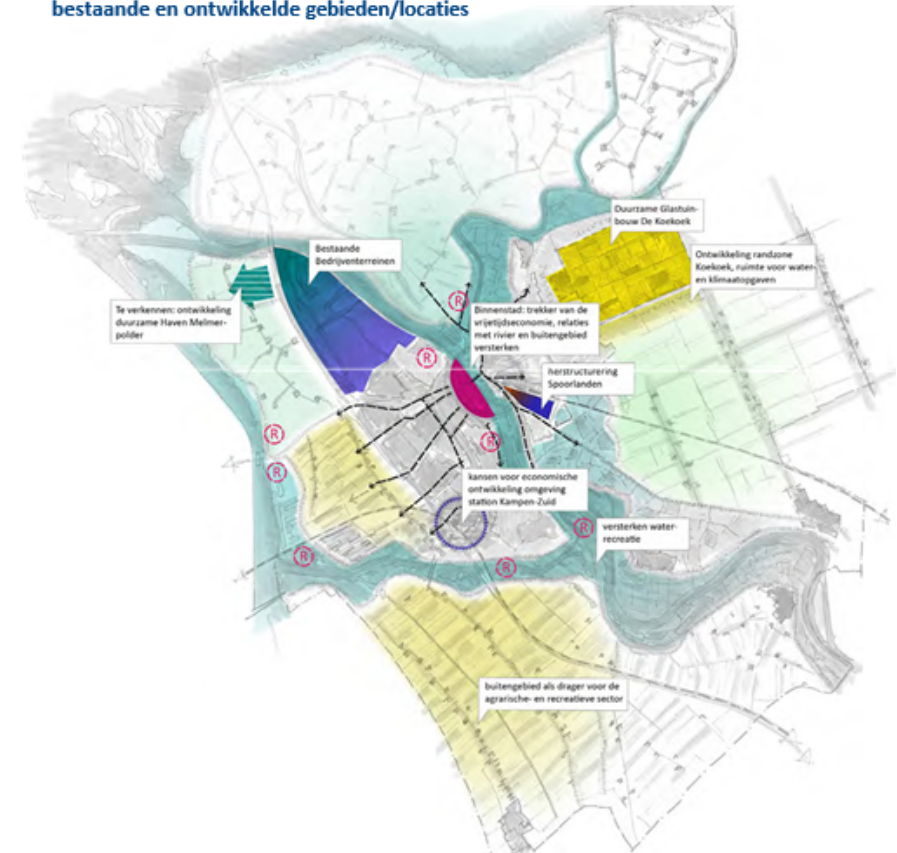 bestaande en ontwikkelde gebieden/locaties
Duurzame Glastuin-
bouw De Koekoek
Bestaande
Bedrijventerreinen
Ontwikkeling randzone
Koekoek, ruimte voor water-
en klimaatopgaven
Te verkennen: ontwikkeling
duurzame Haven Melmer-
polder
R
Binnenstad: trekker van de
vrijetijdseconomie, relaties
met rivier en buitengebied
versterken
R
herstructurering
Spoorlanden
R
R
R
kansen voor economische
ontwikkeling omgeving
station Kampen-Zuid
R
versterken water-
recreatie
R
R
buitengebied als drager voor de
agrarische- en recreatieve sector